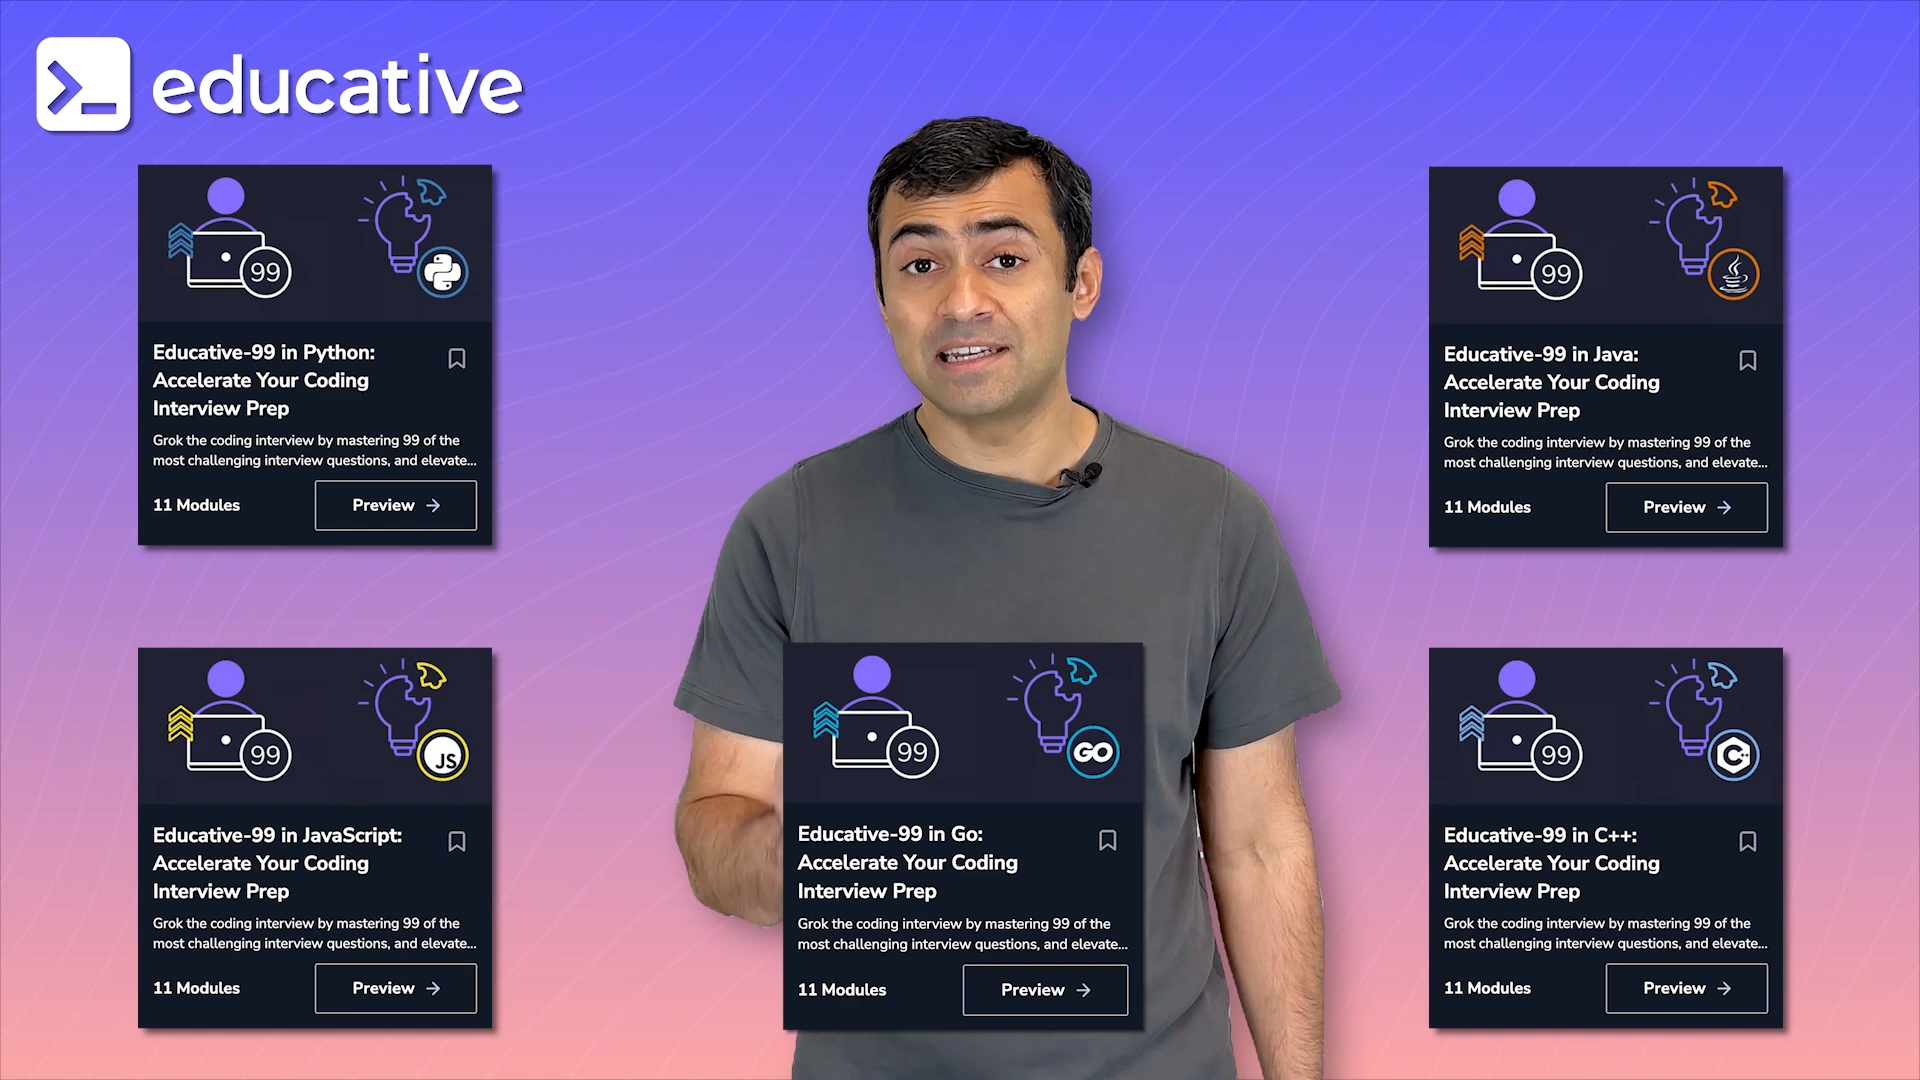 educative
99
Educative-99 in Python:
Accelerate Your Coding
Interview Prep
Grok the coding interview by mastering 99 of the
most challenging interview questions, and elevate...
11 Modules
Preview →
99
Educative-99 in Java:
Accelerate Your Coding
Interview Prep
Grok the coding interview by mastering 99 of the
most challenging interview questions, and elevate...
11 Modules
Preview →
99
JS
Educative-99 in JavaScript:
Accelerate Your Coding
Interview Prep
Grok the coding interview by mastering 99 of the
most challenging interview questions, and elevate...
11 Modules
Preview →
99
GO
Educative-99 in Go:
Accelerate Your Coding
Interview Prep
Grok the coding interview by mastering 99 of the
most challenging interview questions, and elevate...
11 Modules
Preview →
99
C++
Educative-99 in C++:
Accelerate Your Coding
Interview Prep
Grok the coding interview by mastering 99 of the
most challenging interview questions, and elevate...
11 Modules
Preview →